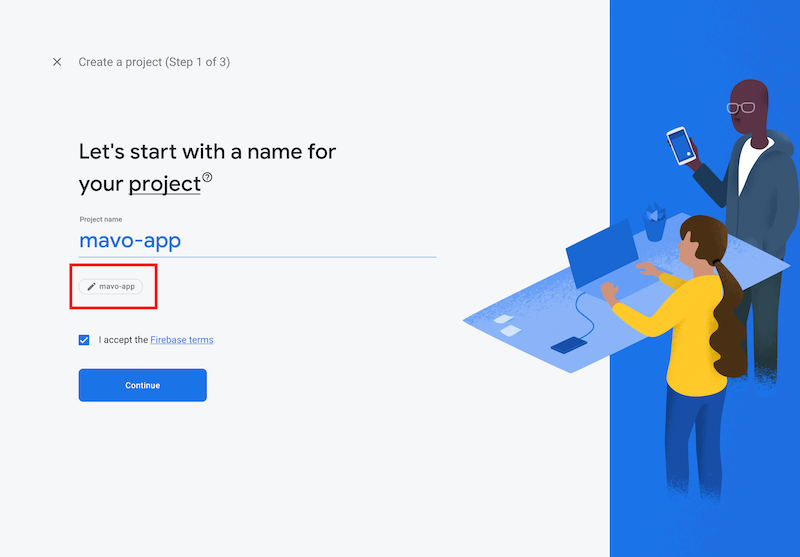 Create a project (Step 1 of 3)
Let's start with a name for
your project
Project name
mavo-app
mavo-app
I accept the Firebase terms
Continue